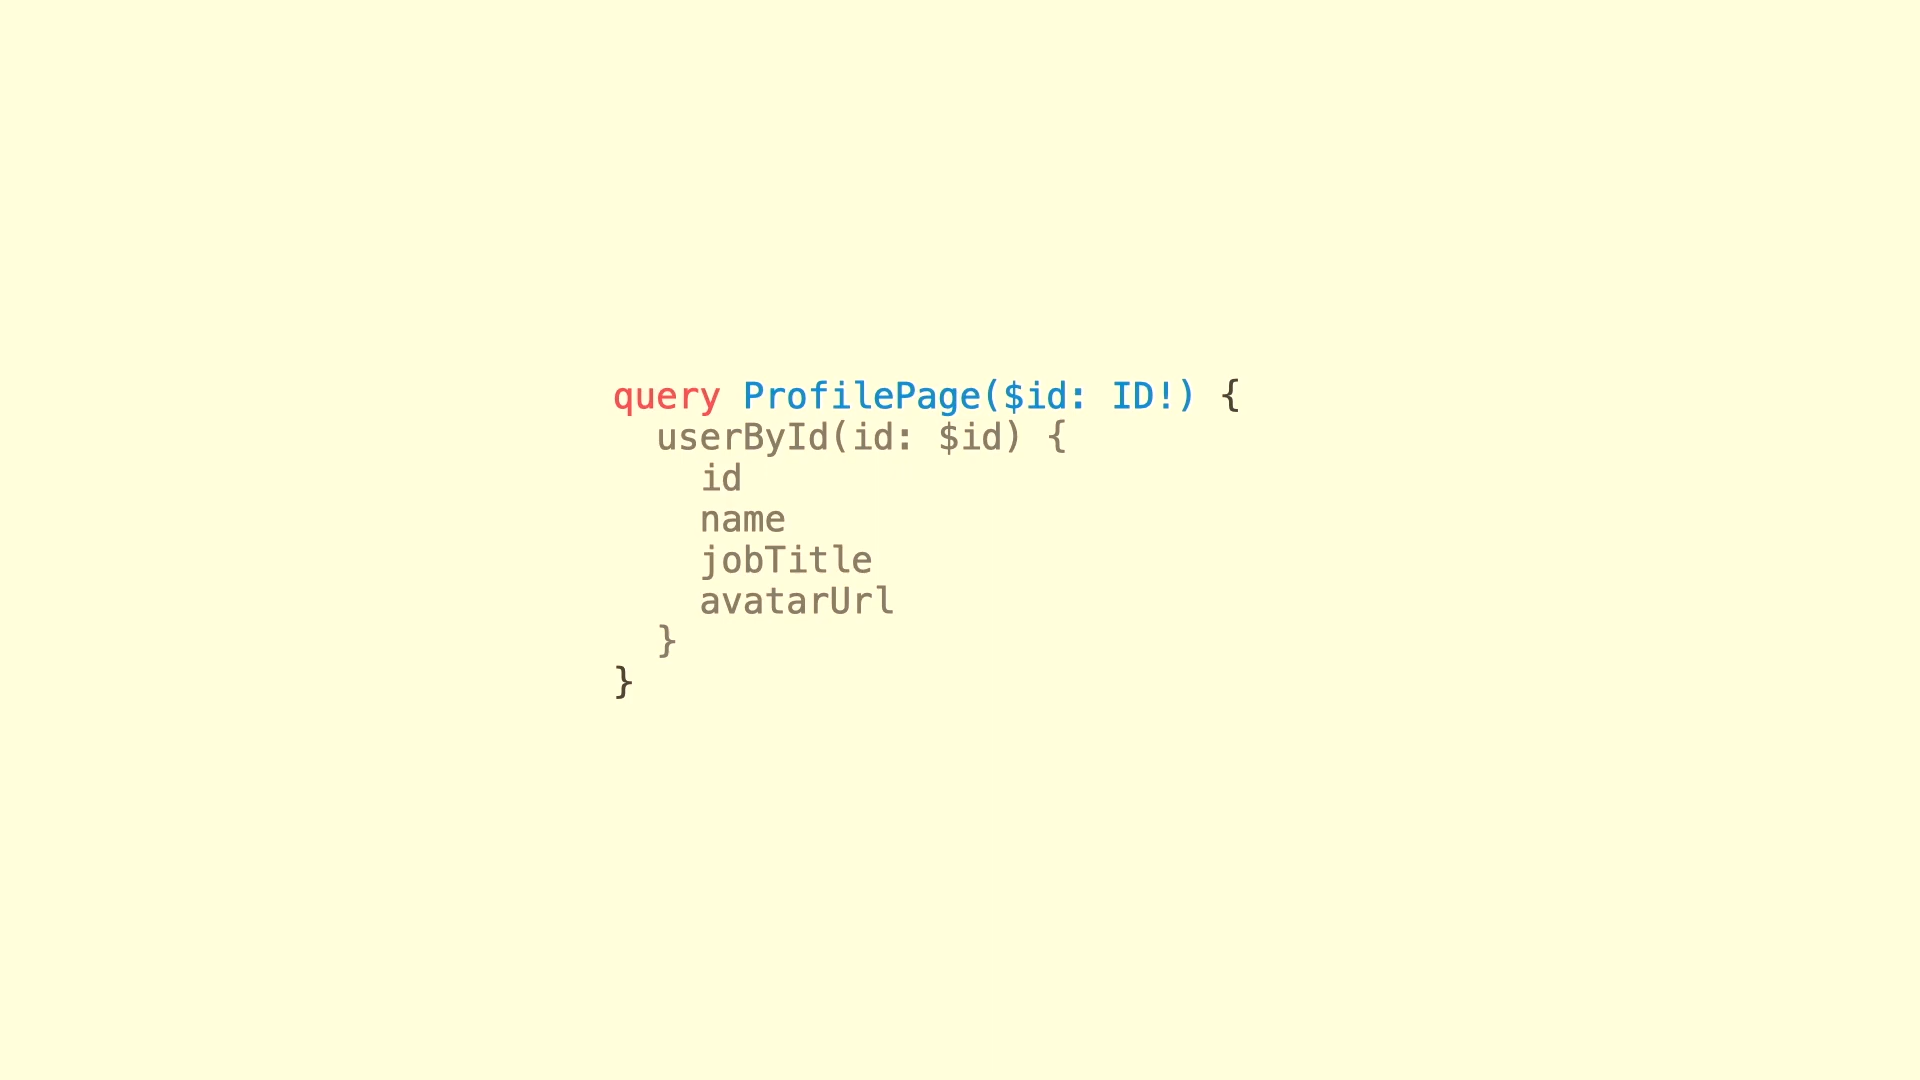 query ProfilePage($id: ID!) {
  userById(id: $id) {
    id
    name
    jobTitle
    avatarUrl
  }
}